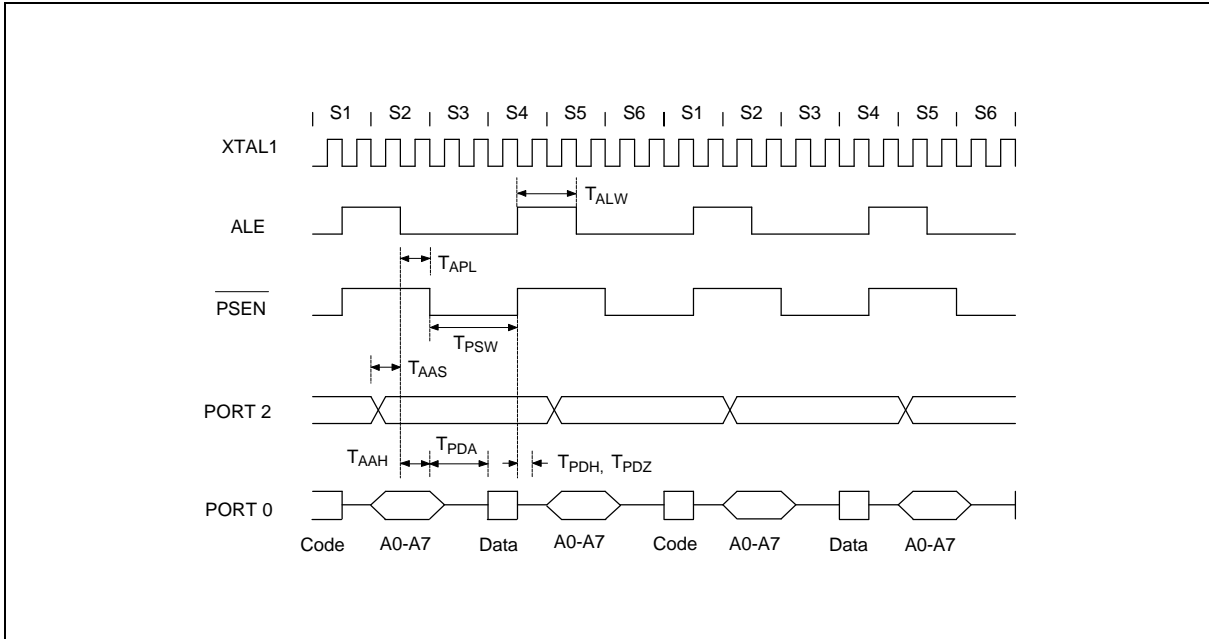 S1 S2 S3 S4 S5 S6 S1 S2 S3 S4 S5 S6
XTAL1
TALW
ALE
TAPL
PSEN
TPSW
TAAS
PORT 2
TAAH TPDA TPDH, TPDZ
PORT 0
Code A0-A7 Data A0-A7 Code A0-A7 Data A0-A7